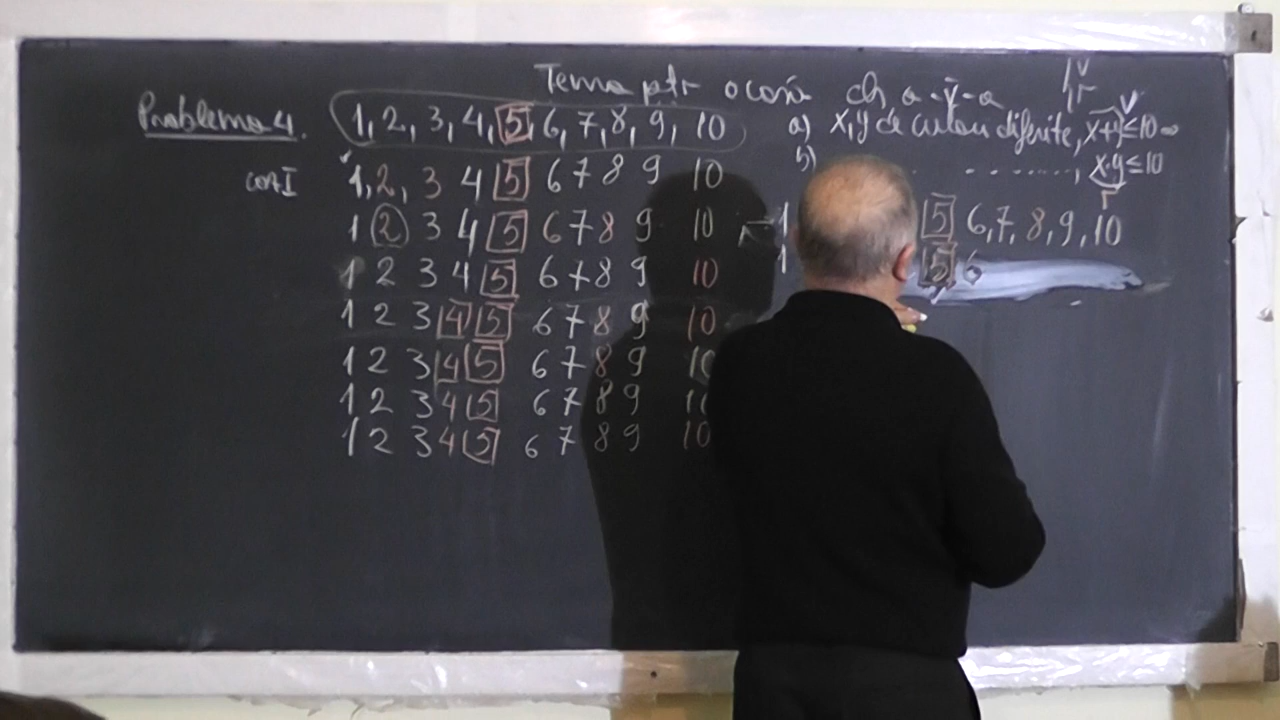 Tema ptr acasă cls. a-V-a
Problema 4. 1, 2, 3, 4, 5, 6, 7, 8, 9, 10
a) x, y de culori diferite, x+y ≤ 10
V
b) . . . . . . . . , x·y ≤ 10
r
caz I 1, 2, 3 4 5 6 7 8 9 10
1 2 3 4 5 6 7 8 9 10
1 5 6, 7, 8, 9, 10
1 2 3 4 5 6 7 8 9 10
1 5 6
1 2 3 4 5 6 7 8 9 10
1 2 3 4 5 6 7 8 9 10
1 2 3 4 5 6 7 8 9 10
1 2 3 4 5 6 7 8 9 10